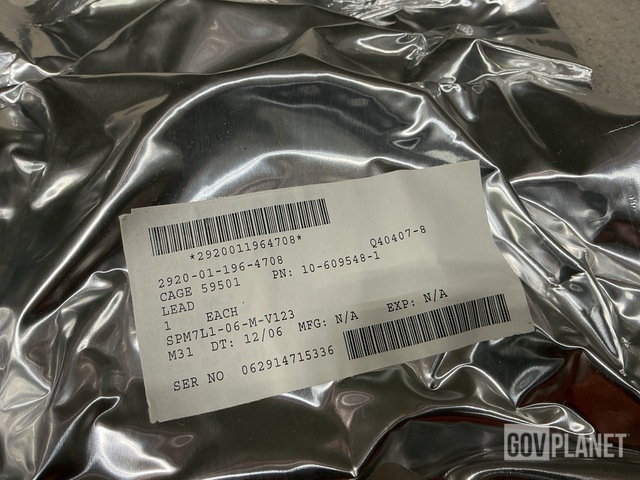 *2920011964708*
Q40407-8
2920-01-196-4708
CAGE 59501 PN: 10-609548-1
LEAD
1 EACH
SPM7L1-06-M-V123
M31 DT: 12/06 MFG: N/A EXP: N/A
SER NO 062914715336
GOVPLANET